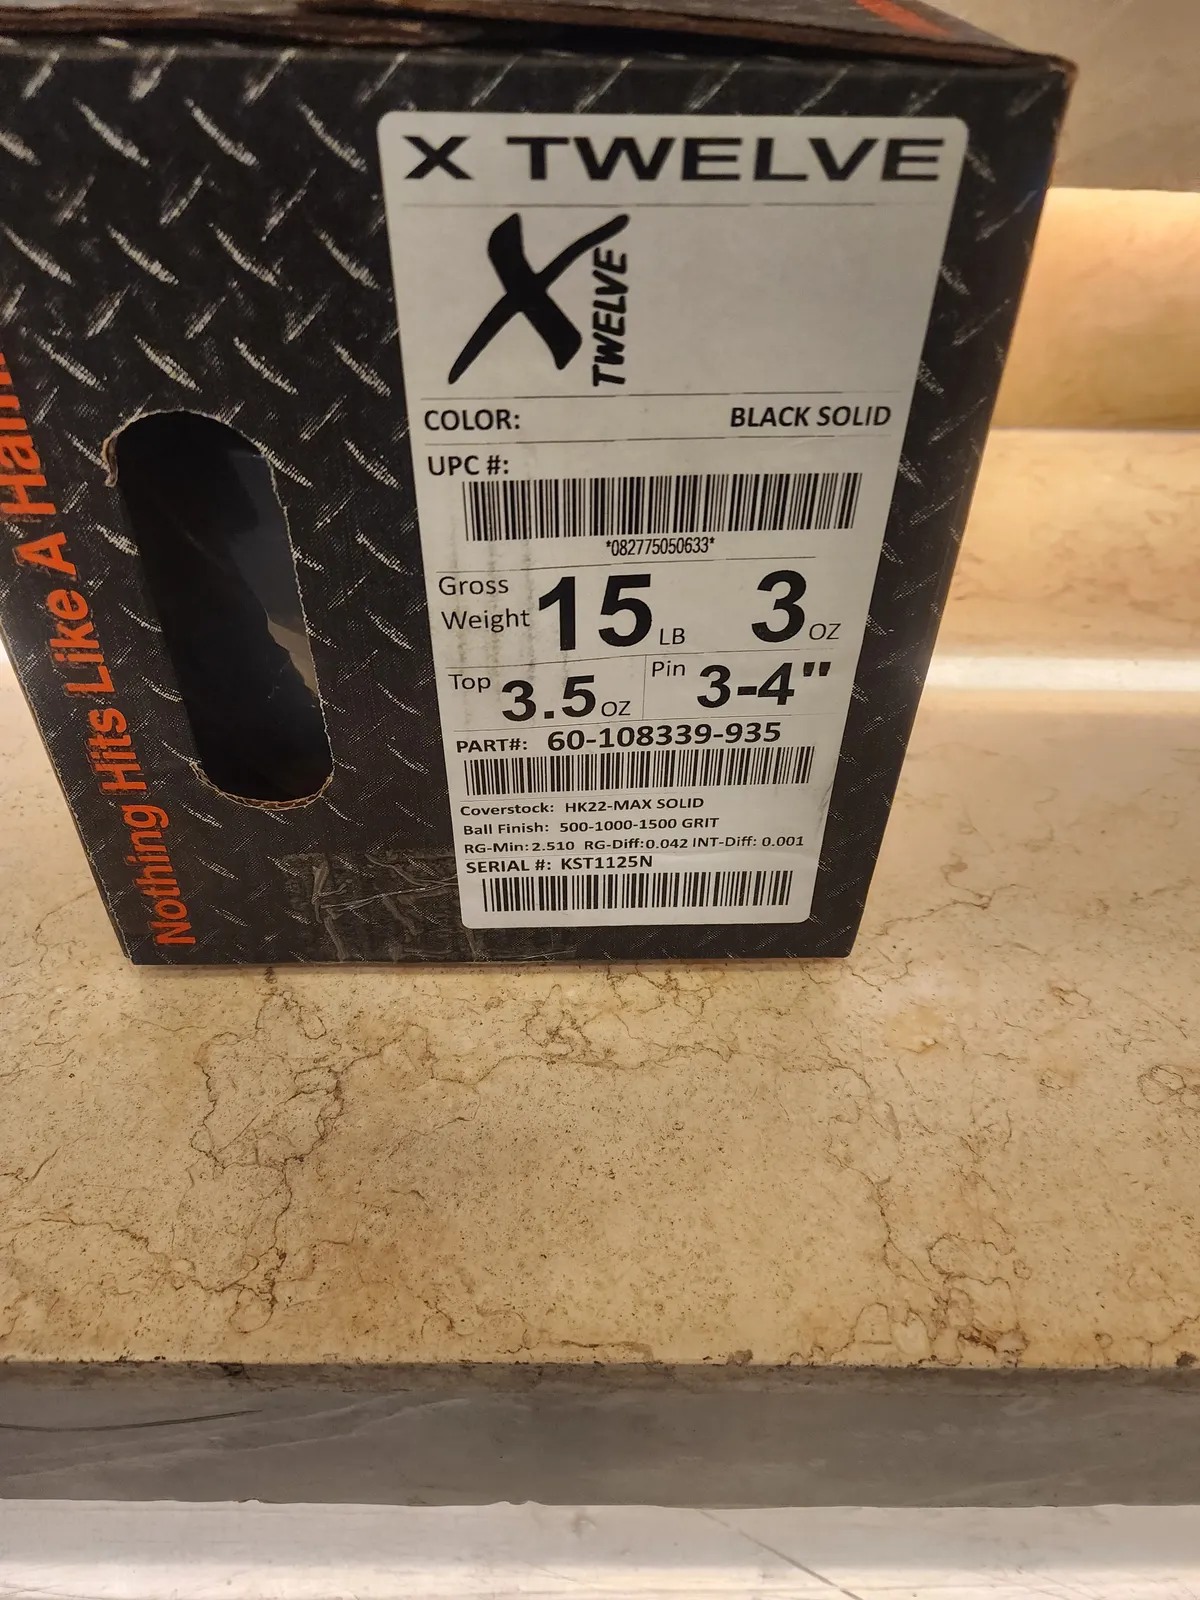 X TWELVE
X TWELVE
COLOR: BLACK SOLID
UPC #:
*082775050633*
Gross Weight 15 LB 3 OZ
Top 3.5 OZ Pin 3-4"
PART#: 60-108339-935
Coverstock: HK22-MAX SOLID
Ball Finish: 500-1000-1500 GRIT
RG-Min: 2.510 RG-Diff: 0.042 INT-Diff: 0.001
SERIAL #: KST1125N
Nothing Hits Like A